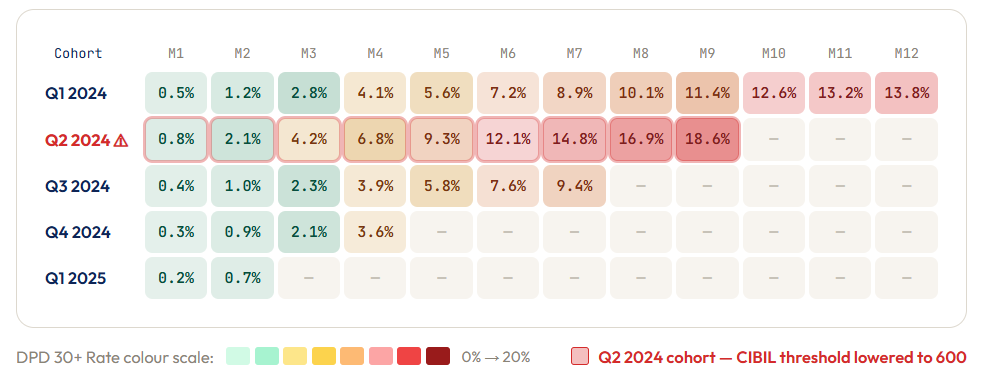 Cohort M1 M2 M3 M4 M5 M6 M7 M8 M9 M10 M11 M12
Q1 2024 0.5% 1.2% 2.8% 4.1% 5.6% 7.2% 8.9% 10.1% 11.4% 12.6% 13.2% 13.8%
Q2 2024 ⚠ 0.8% 2.1% 4.2% 6.8% 9.3% 12.1% 14.8% 16.9% 18.6% — — —
Q3 2024 0.4% 1.0% 2.3% 3.9% 5.8% 7.6% 9.4% — — — — —
Q4 2024 0.3% 0.9% 2.1% 3.6% — — — — — — — —
Q1 2025 0.2% 0.7% — — — — — — — — — —
DPD 30+ Rate colour scale: 0% → 20% Q2 2024 cohort — CIBIL threshold lowered to 600